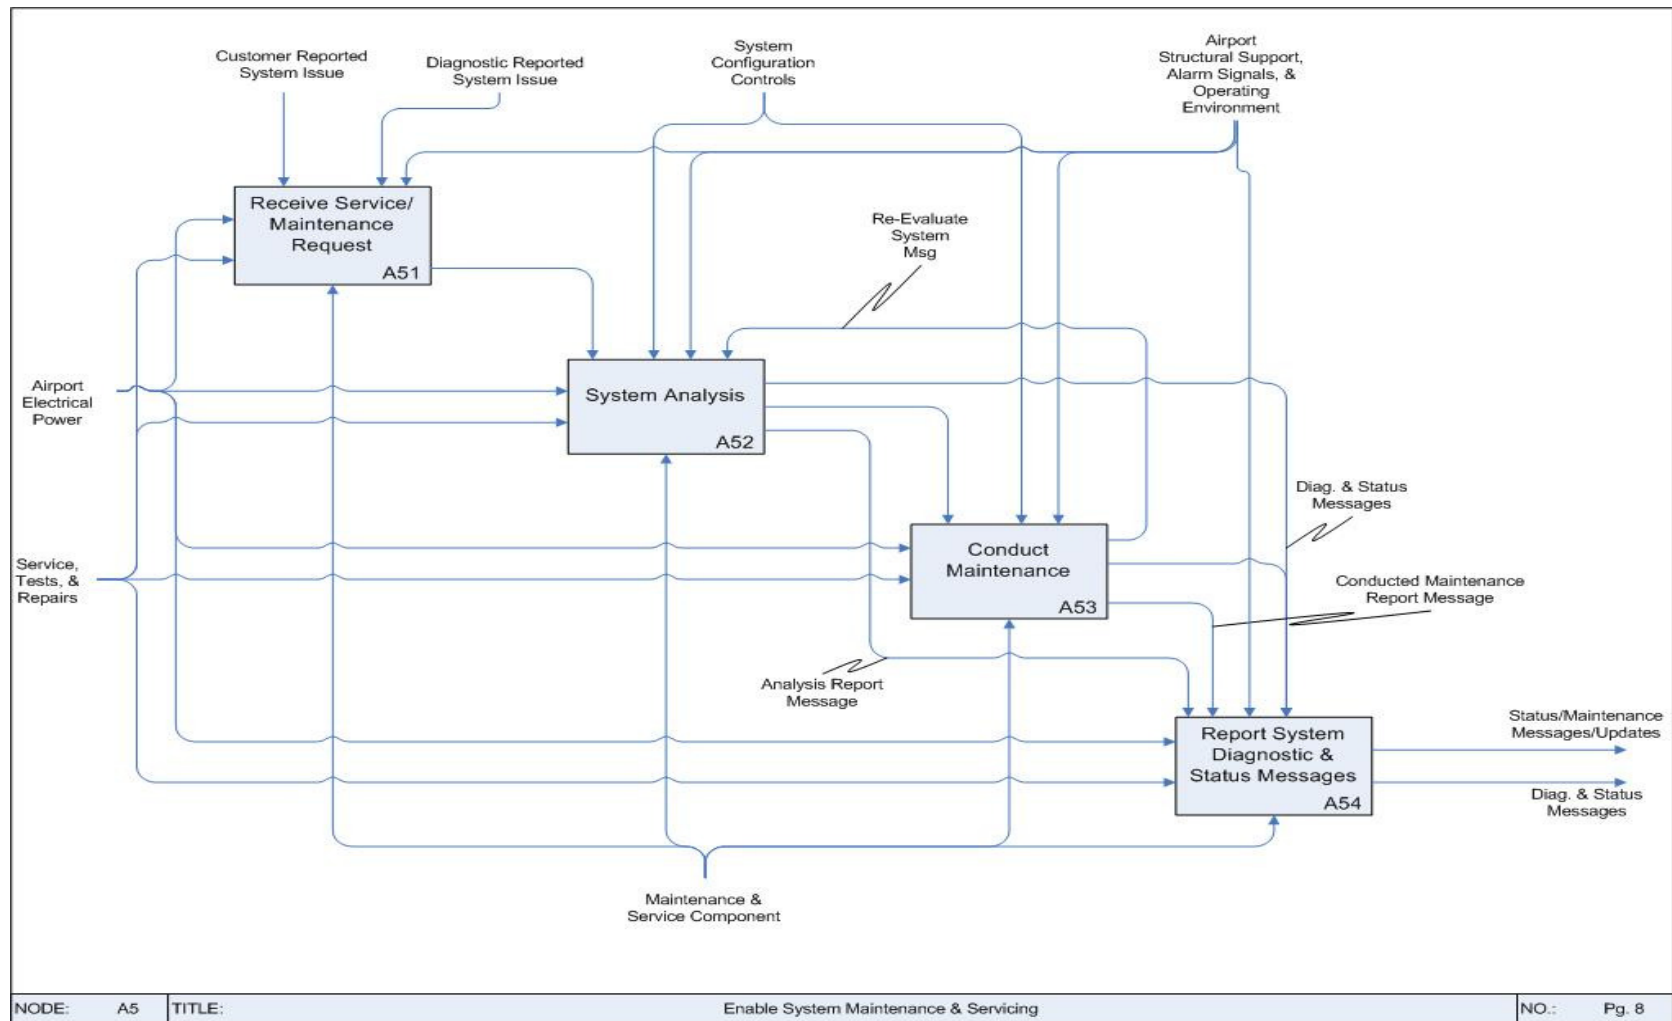 Customer Reported
System Issue
Diagnostic Reported
System Issue
System
Configuration
Controls
Airport
Structural Support,
Alarm Signals, &
Operating
Environment
Receive Service/
Maintenance
Request
A51
Re-Evaluate
System
Msg
Airport
Electrical
Power
System Analysis
A52
Diag. & Status
Messages
Service,
Tests, &
Repairs
Conduct
Maintenance
A53
Conducted Maintenance
Report Message
Analysis Report
Message
Report System
Diagnostic &
Status Messages
A54
Status/Maintenance
Messages/Updates
Diag. & Status
Messages
Maintenance &
Service Component
NODE: A5 TITLE: Enable System Maintenance & Servicing NO.: Pg. 8